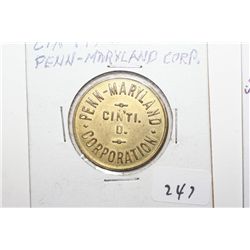 PENN-MARYLAND CORP.
PENN-MARYLAND
CINTI.
O.
CORPORATION
247